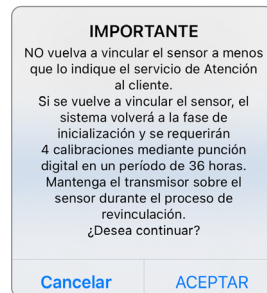 IMPORTANTE
NO vuelva a vincular el sensor a menos
que lo indique el servicio de Atención
al cliente.
Si se vuelve a vincular el sensor, el
sistema volverá a la fase de
inicialización y se requerirán
4 calibraciones mediante punción
digital en un período de 36 horas.
Mantenga el transmisor sobre el
sensor durante el proceso de
revinculación.
¿Desea continuar?
Cancelar
ACEPTAR